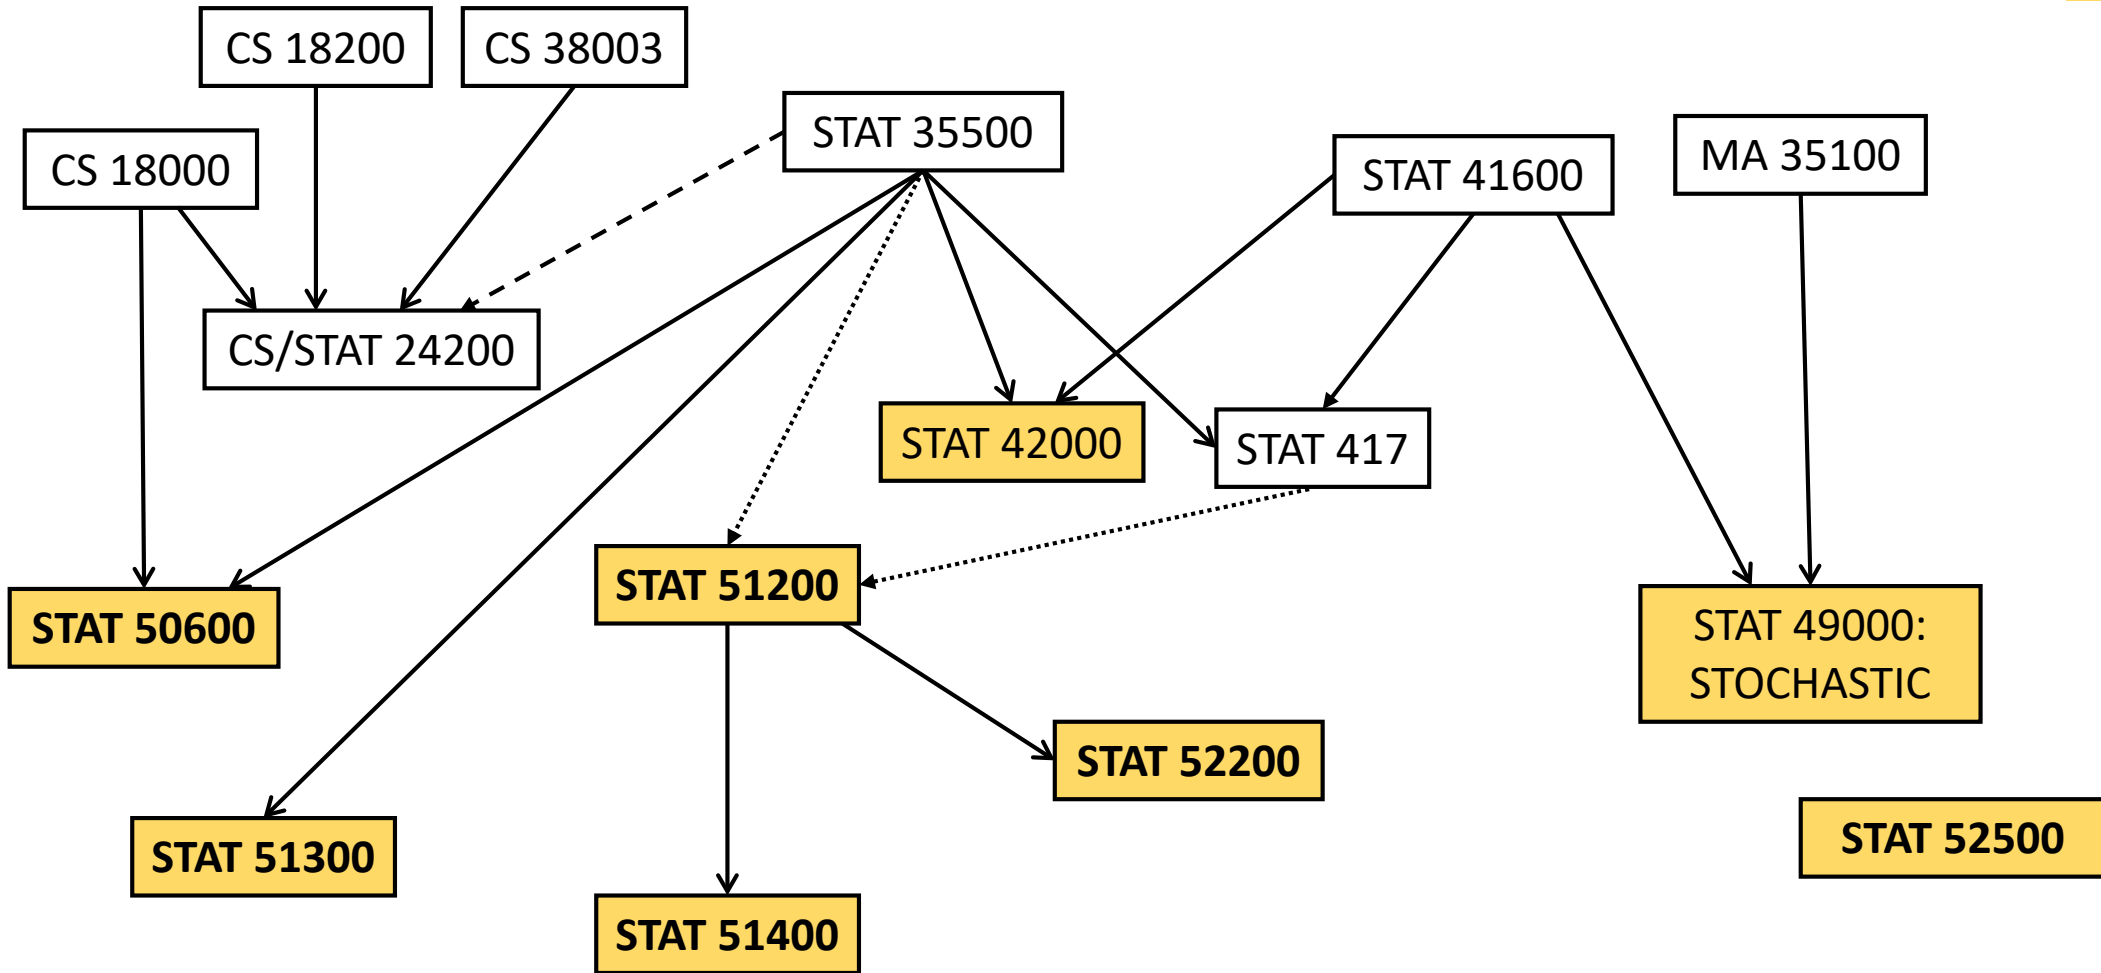 CS 18200
CS 38003
STAT 35500
CS 18000
STAT 41600
MA 35100
CS/STAT 24200
STAT 42000
STAT 417
STAT 51200
STAT 50600
STAT 49000:
STOCHASTIC
STAT 52200
STAT 51300
STAT 52500
STAT 51400